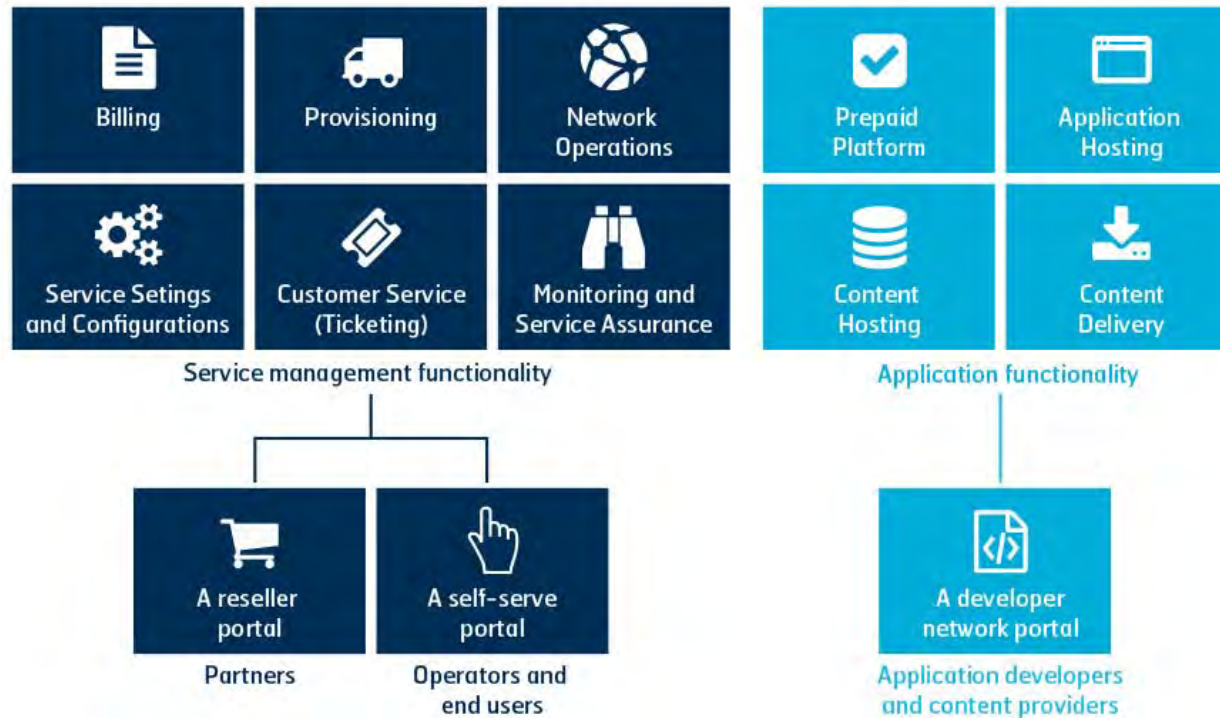 Billing
Provisioning
Network
Operations
Prepaid
Platform
Application
Hosting
Service Setings
and Configurations
Customer Service
(Ticketing)
Monitoring and
Service Assurance
Content
Hosting
Content
Delivery
Service management functionality
Application functionality
A reseller
portal
A self-serve
portal
A developer
network portal
Partners
Operators and
end users
Application developers
and content providers